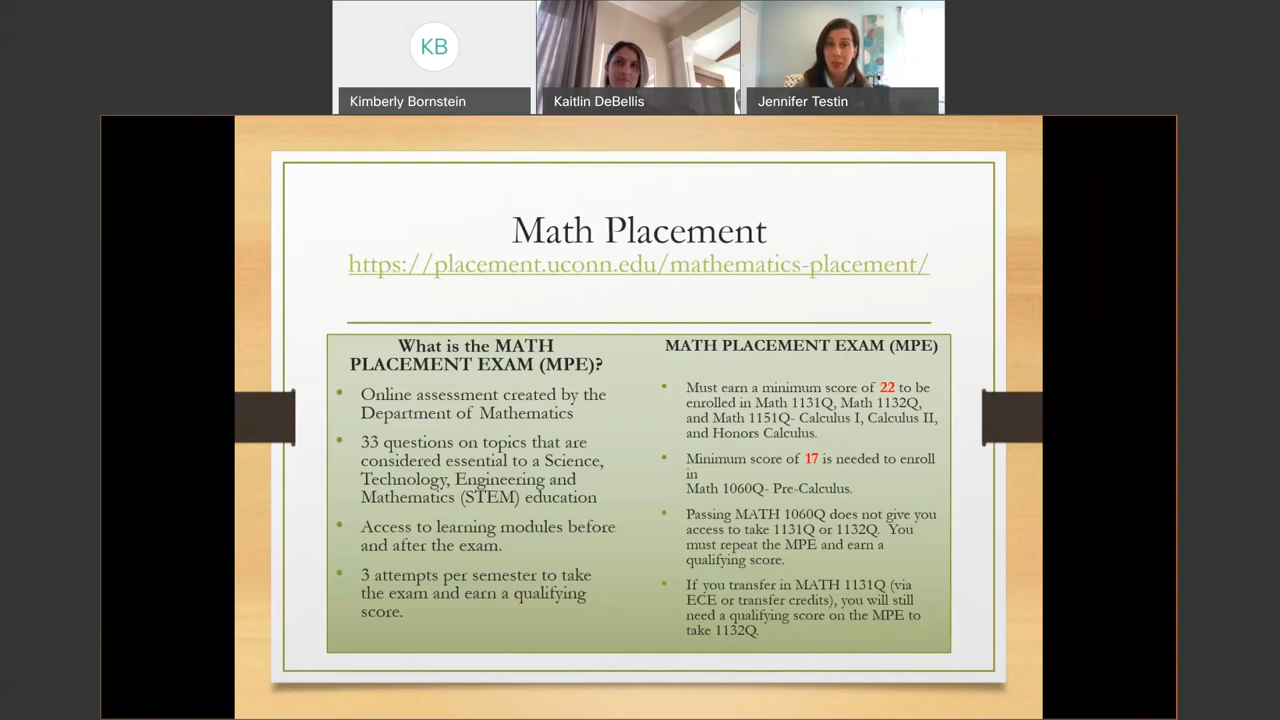 KB
Kimberly Bornstein
Kaitlin DeBellis
Jennifer Testin
Math Placement
https://placement.uconn.edu/mathematics-placement/
What is the MATH
PLACEMENT EXAM (MPE)?
• Online assessment created by the
Department of Mathematics
• 33 questions on topics that are
considered essential to a Science,
Technology, Engineering and
Mathematics (STEM) education
• Access to learning modules before
and after the exam.
• 3 attempts per semester to take
the exam and earn a qualifying
score.
MATH PLACEMENT EXAM (MPE)
• Must earn a minimum score of 22 to be
enrolled in Math 1131Q, Math 1132Q,
and Math 1151Q- Calculus I, Calculus II,
and Honors Calculus.
• Minimum score of 17 is needed to enroll
in
Math 1060Q- Pre-Calculus.
• Passing MATH 1060Q does not give you
access to take 1131Q or 1132Q. You
must repeat the MPE and earn a
qualifying score.
• If you transfer in MATH 1131Q (via
ECE or transfer credits), you will still
need a qualifying score on the MPE to
take 1132Q.